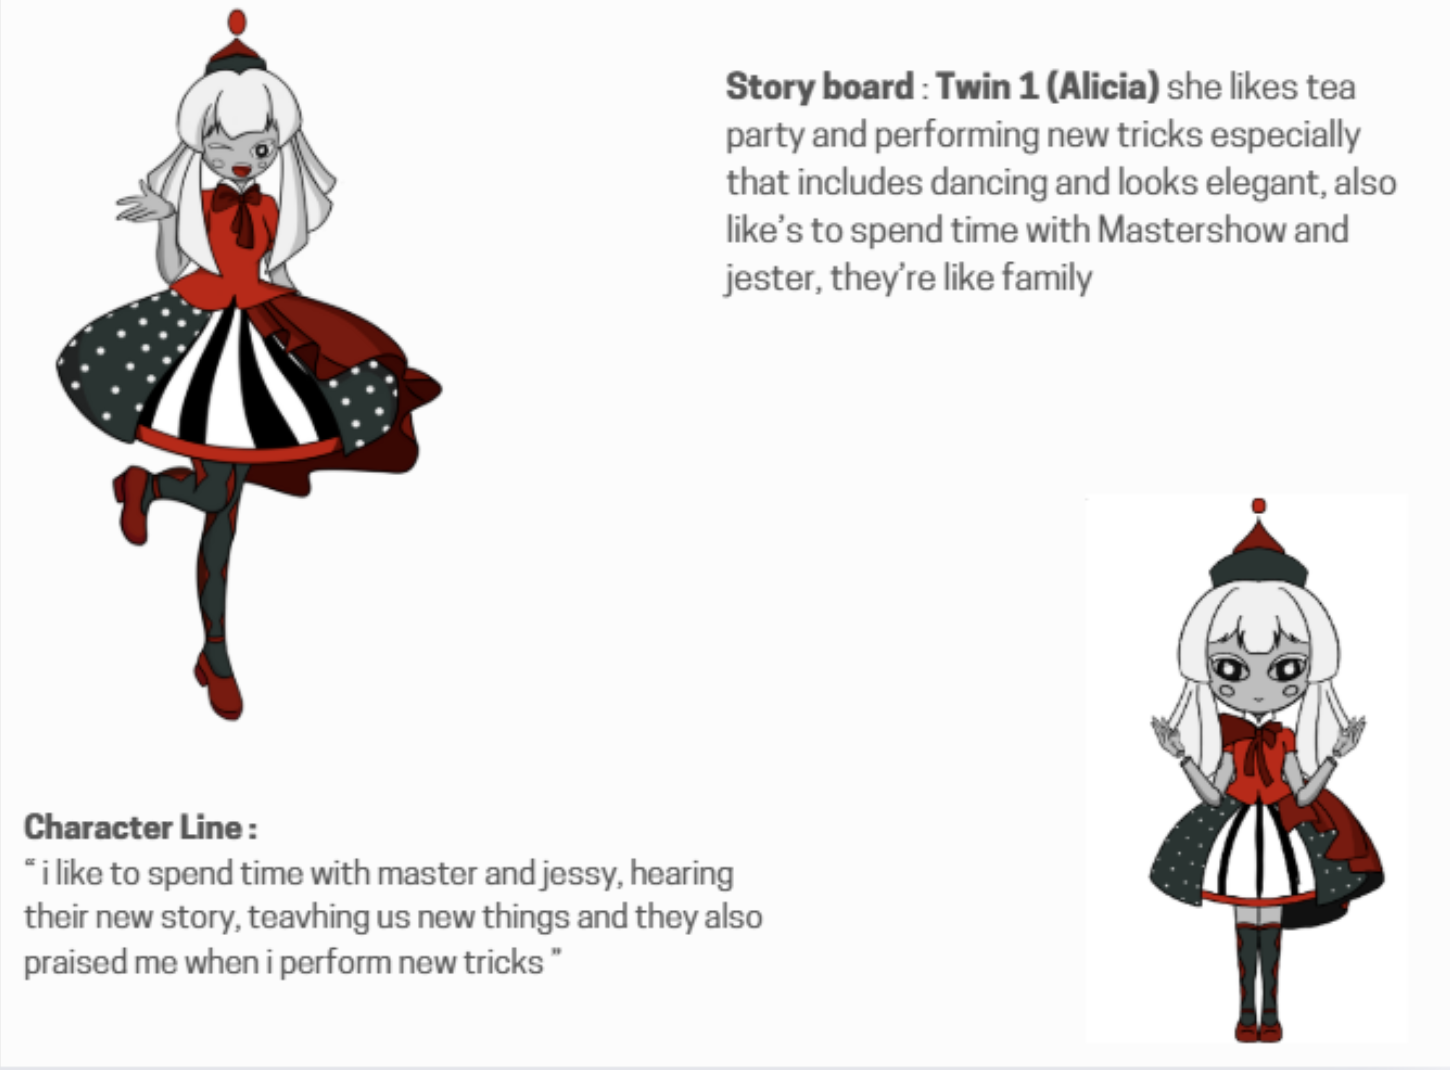 Story board : Twin 1 (Alicia) she likes tea
party and performing new tricks especially
that includes dancing and looks elegant, also
like's to spend time with Mastershow and
jester, they're like family
Character Line :
“ i like to spend time with master and jessy, hearing
their new story, teavhing us new things and they also
praised me when i perform new tricks ”